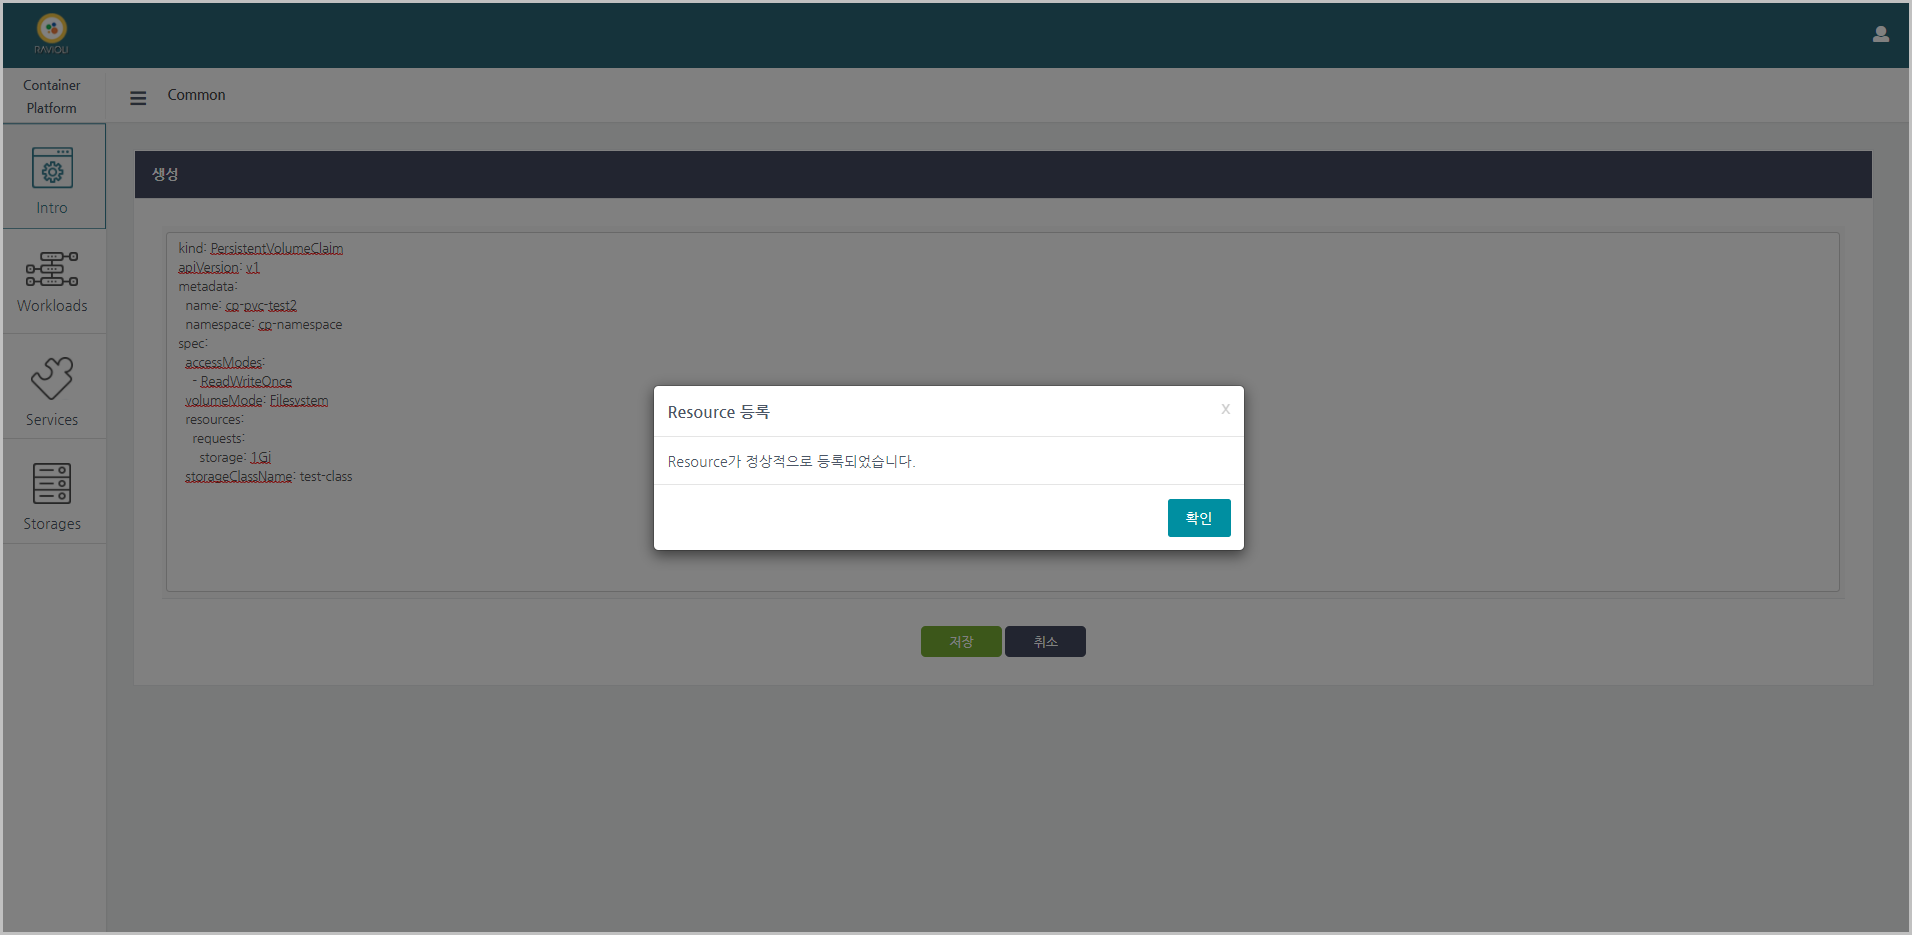 RAVIOLI
Container
Platform
Common
Intro
Workloads
Services
Storages
생성
kind: PersistentVolumeClaim
apiVersion: v1
metadata:
  name: cp-pvc-test2
  namespace: cp-namespace
spec:
  accessModes:
    - ReadWriteOnce
  volumeMode: Filesystem
  resources:
    requests:
      storage: 1Gi
  storageClassName: test-class
Resource 등록
x
Resource가 정상적으로 등록되었습니다.
확인
저장 취소